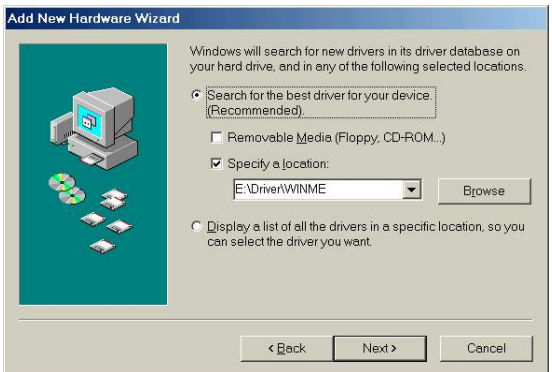 Add New Hardware Wizard
Windows will search for new drivers in its driver database on
your hard drive, and in any of the following selected locations.
Search for the best driver for your device.
(Recommended).
Removable Media (Floppy, CD-ROM...)
Specify a location:
E:\Driver\WINME
Browse
Display a list of all the drivers in a specific location, so you
can select the driver you want.
< Back
Next >
Cancel